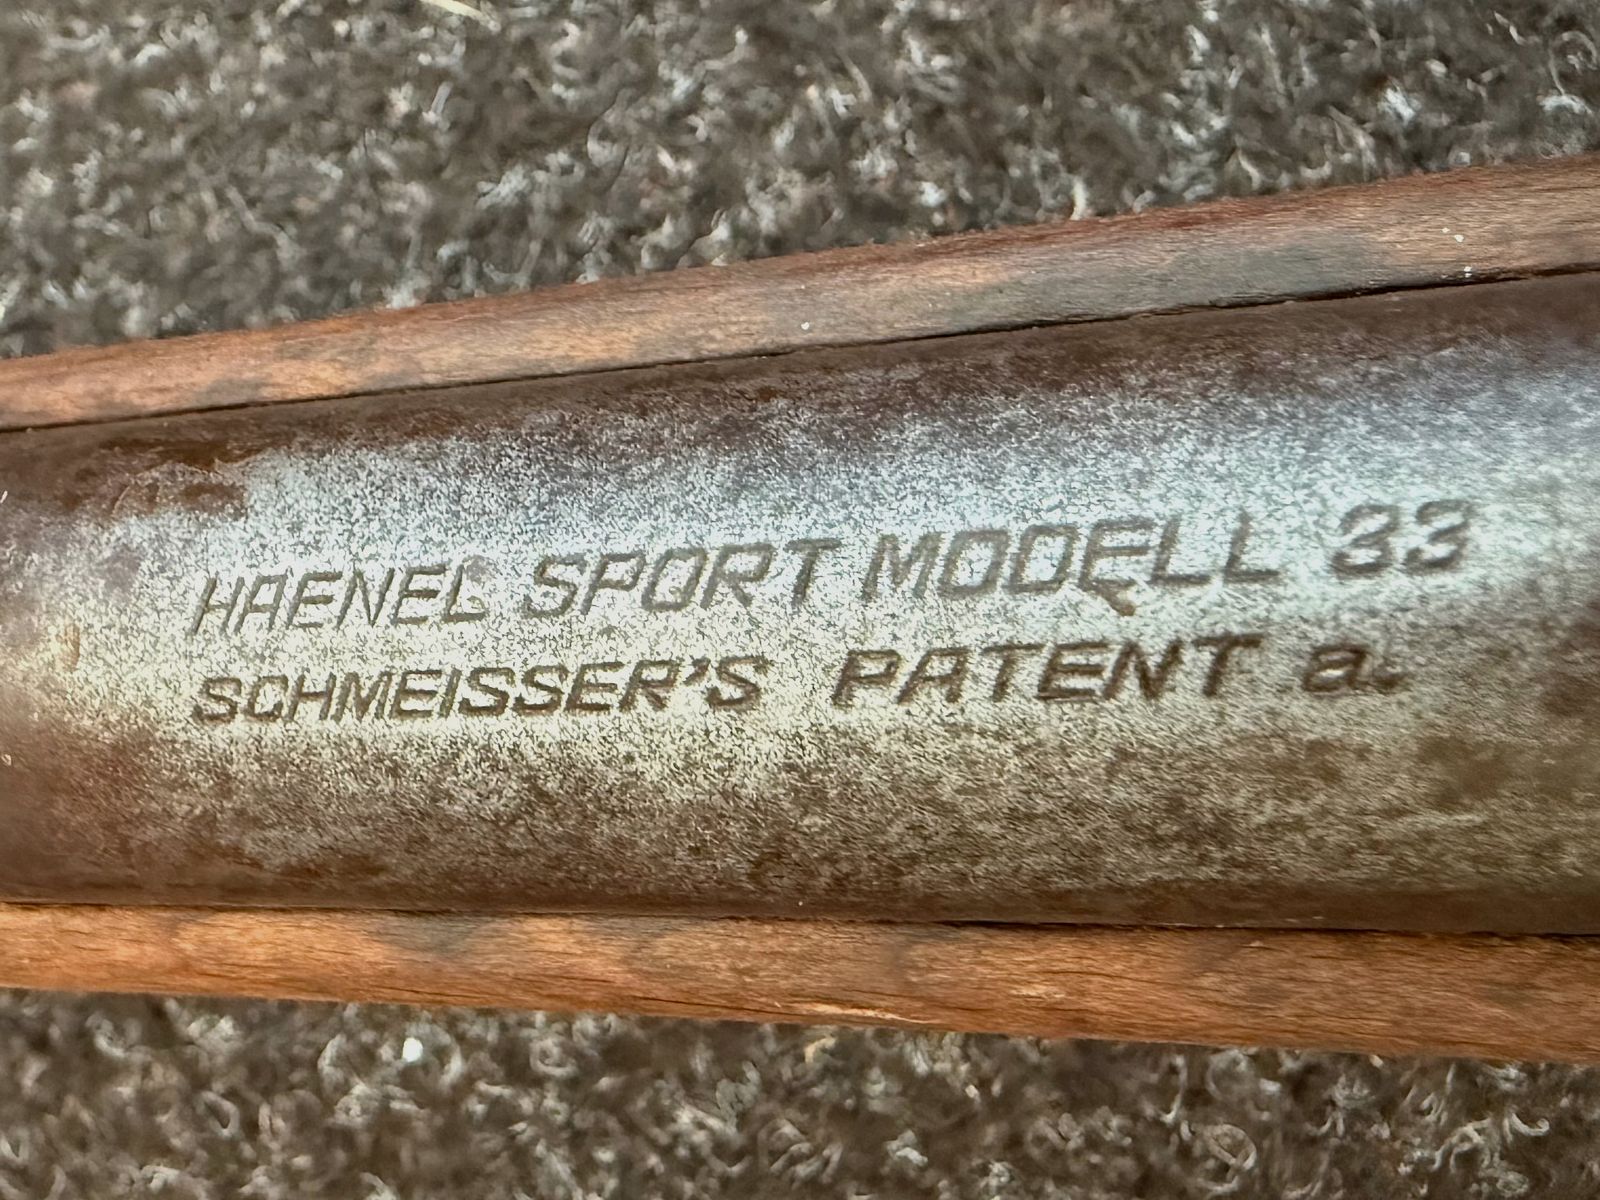 HAENEL SPORT MODELL 33
SCHMEISSER'S PATENT a.